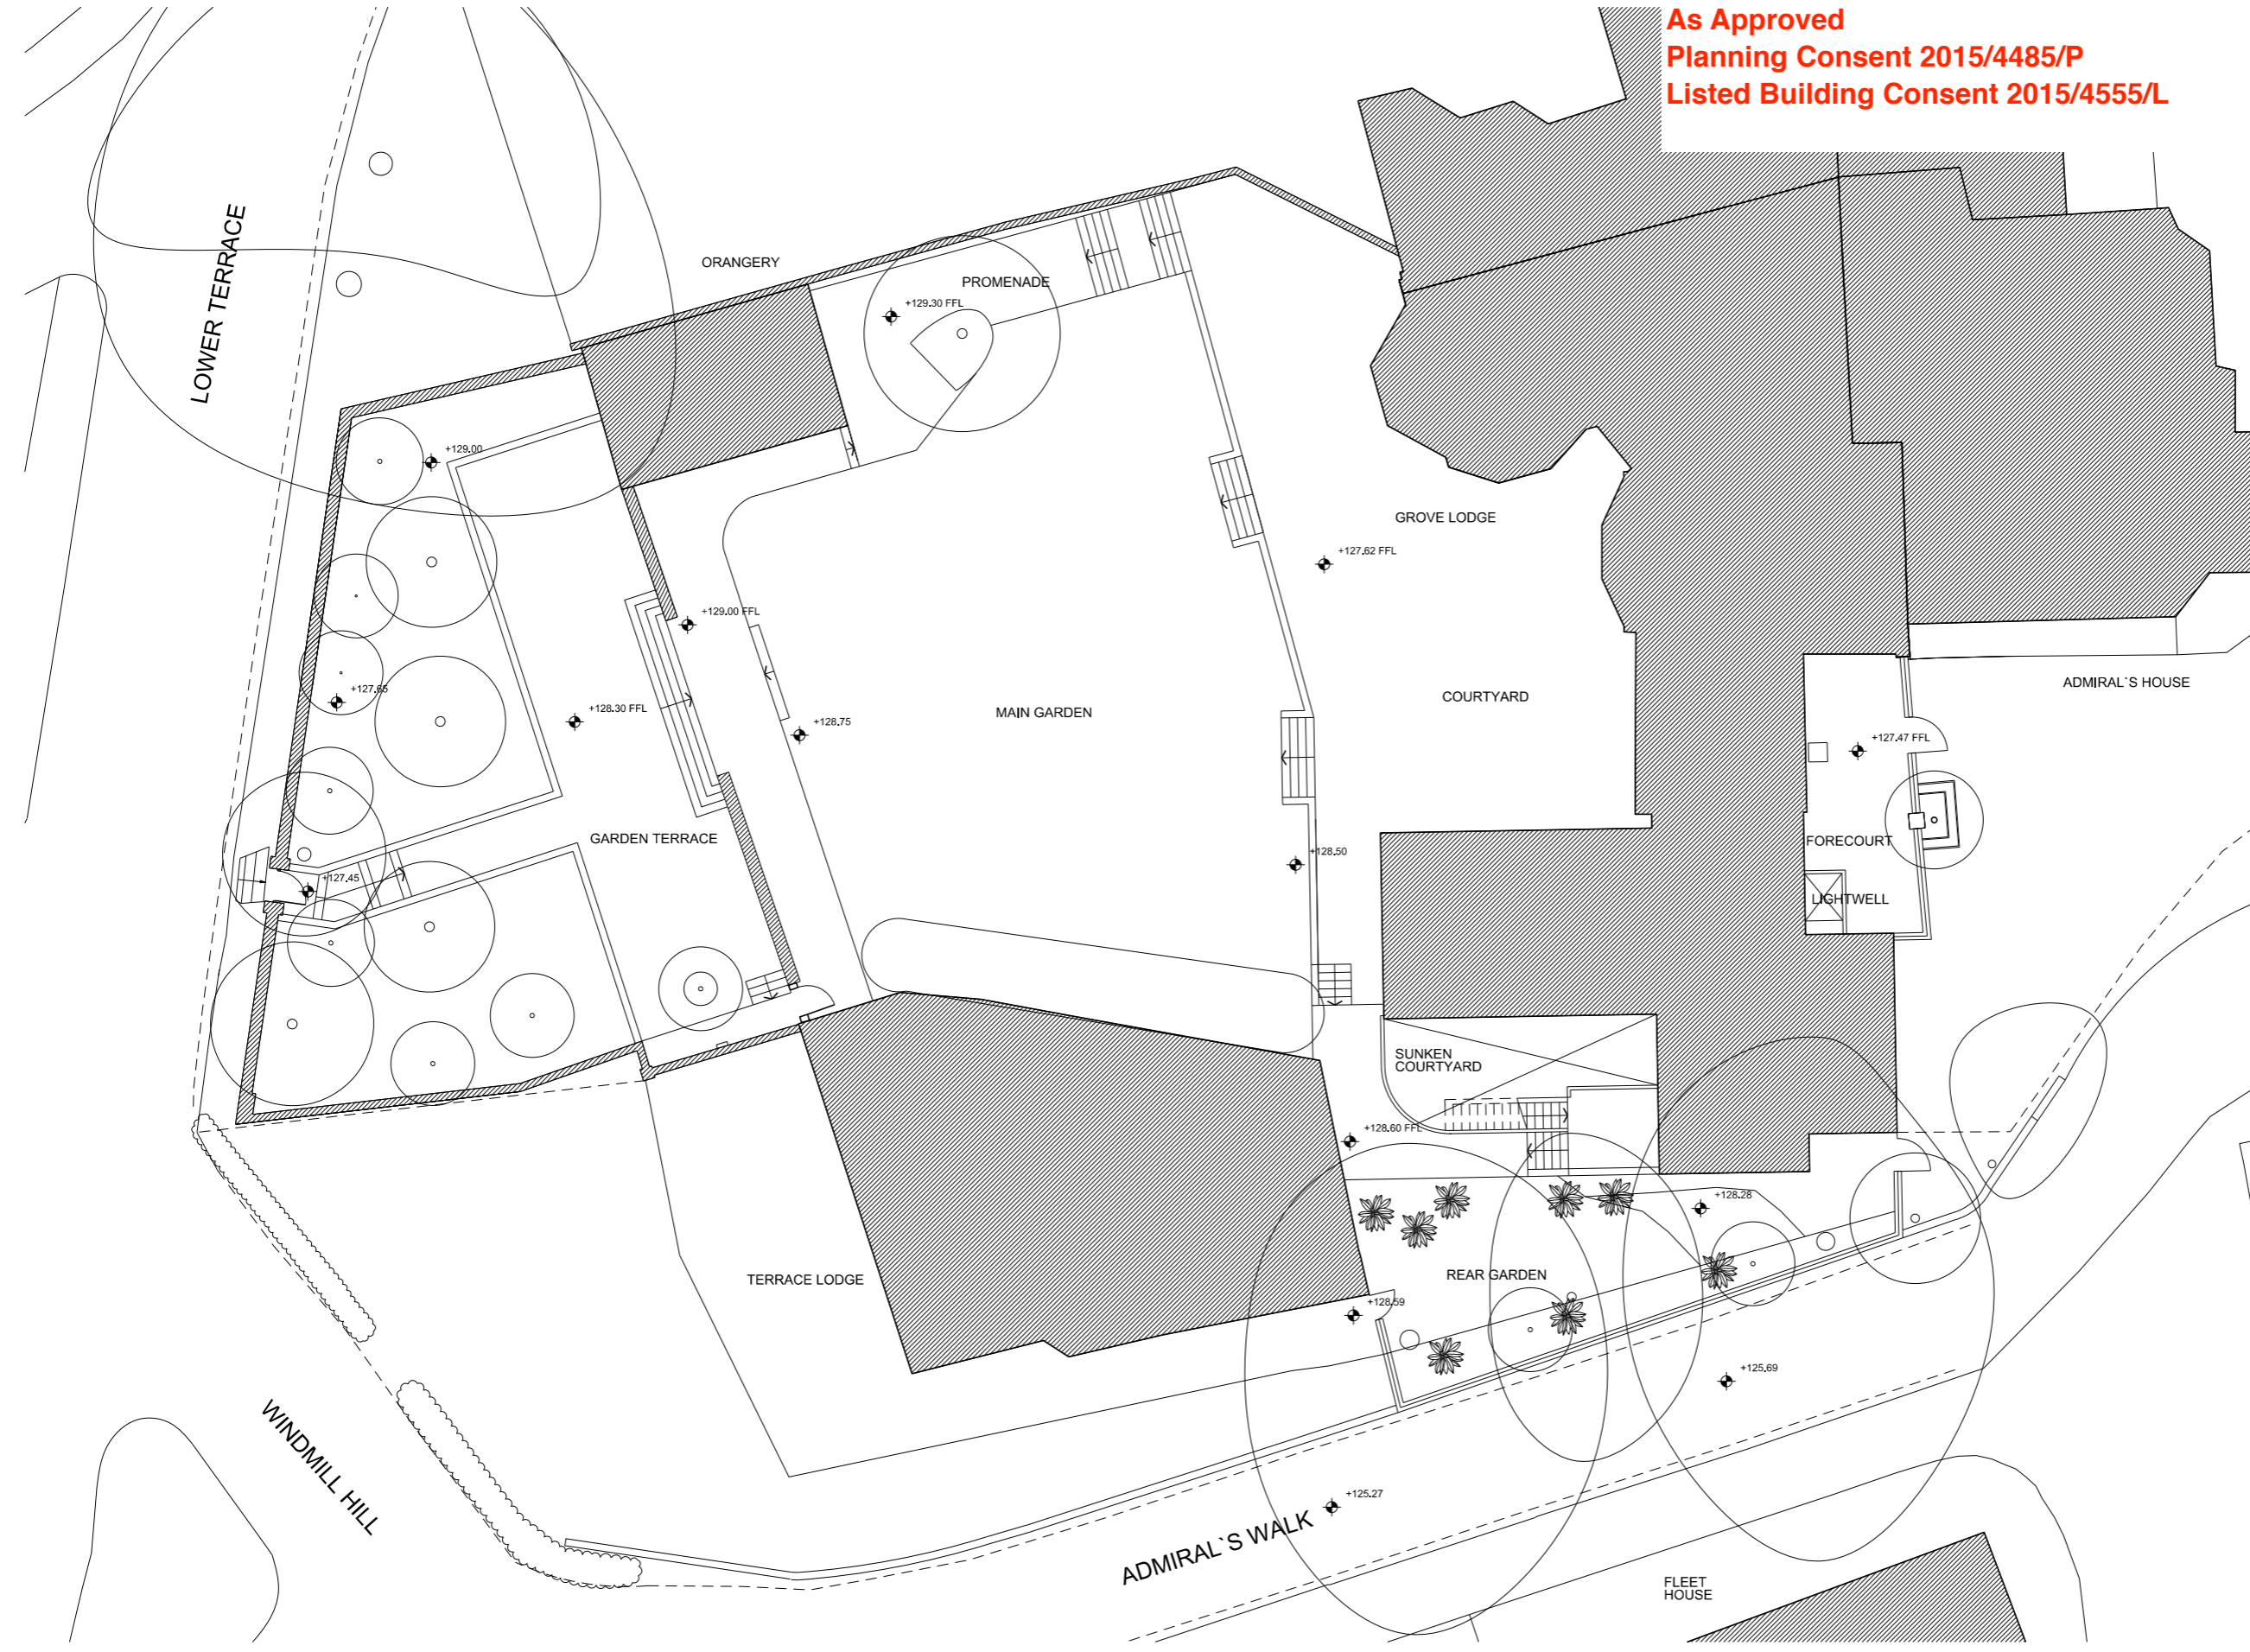 As Approved
Planning Consent 2015/4485/P
Listed Building Consent 2015/4555/L
LOWER TERRACE
ORANGERY
PROMENADE
+129.30 FFL
+129.00
GROVE LODGE
+127.62 FFL
+129.00 FFL
+127.65
+128.30 FFL
+128.75
MAIN GARDEN
COURTYARD
ADMIRAL`S HOUSE
+127.47 FFL
GARDEN TERRACE
FORECOURT
+128.50
+127.45
LIGHTWELL
SUNKEN
COURTYARD
+128.60 FFL
+128.28
TERRACE LODGE
REAR GARDEN
+128.59
+125.69
WINDMILL HILL
+125.27
ADMIRAL`S WALK
FLEET
HOUSE